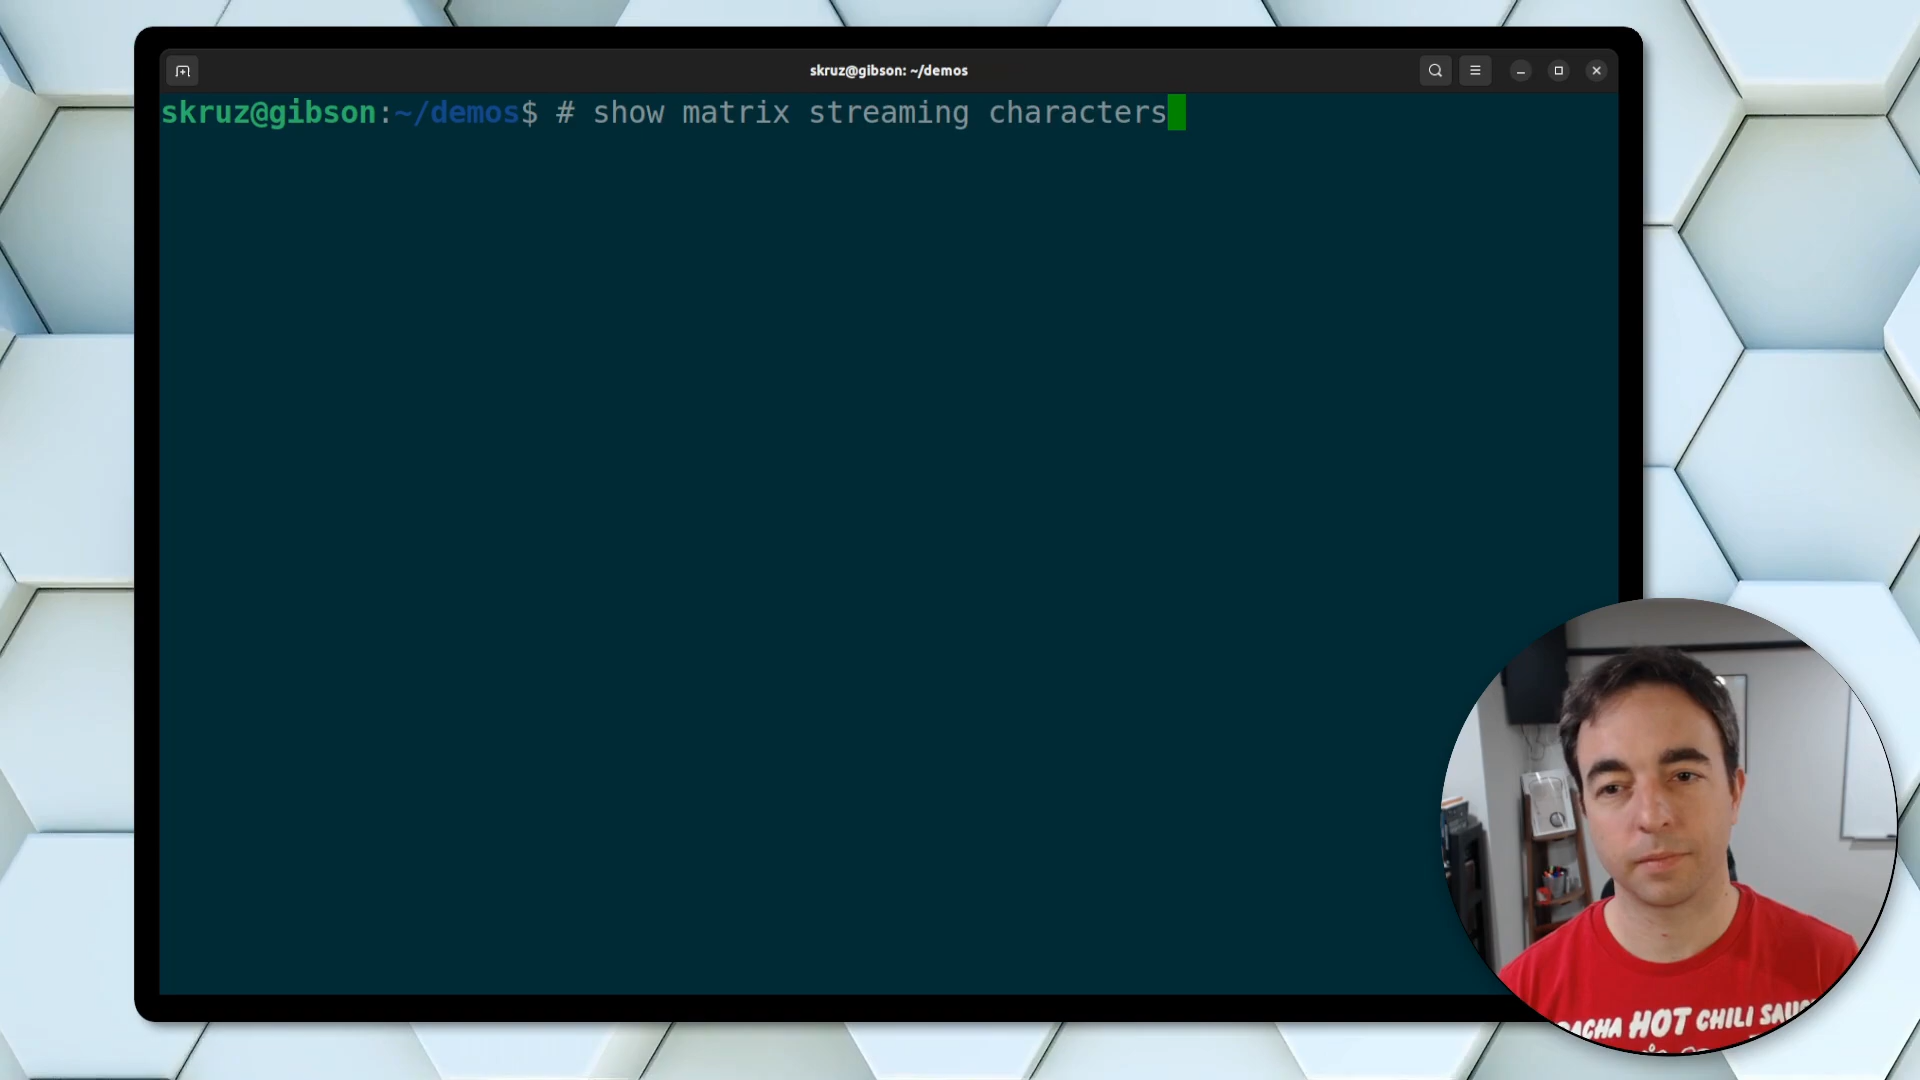 skruz@gibson: ~/demos
skruz@gibson:~/demos$ # show matrix streaming characters
HOT CHILI